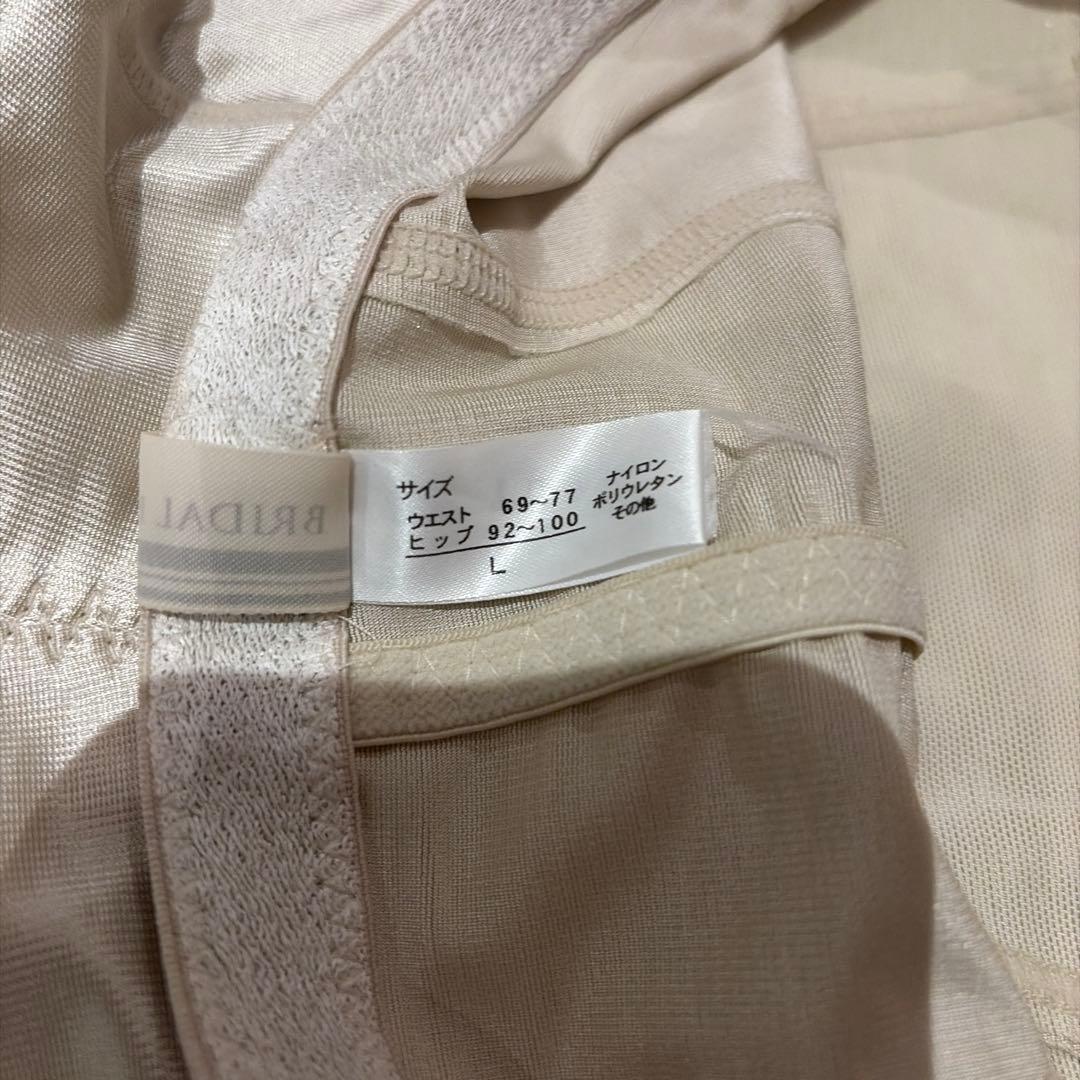 BRIDAL
サイズ
ウエスト 69～77
ヒップ 92～100
L
ナイロン
ポリウレタン
その他